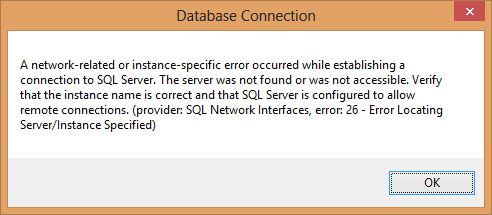 Database Connection
A network-related or instance-specific error occurred while establishing a
connection to SQL Server. The server was not found or was not accessible. Verify
that the instance name is correct and that SQL Server is configured to allow
remote connections. (provider: SQL Network Interfaces, error: 26 - Error Locating
Server/Instance Specified)
OK